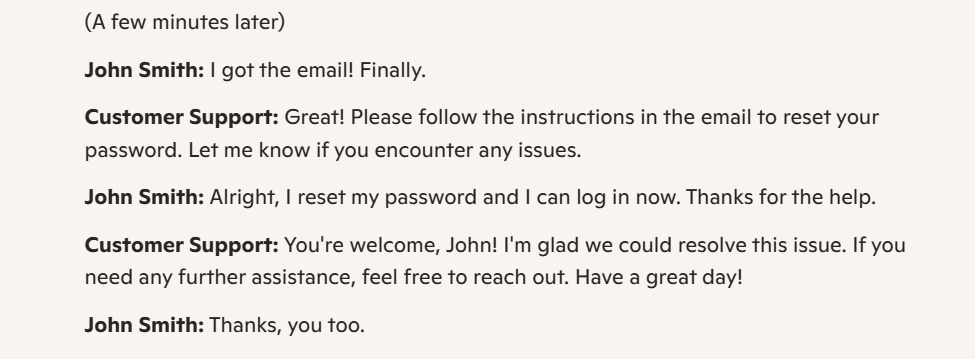 (A few minutes later)
John Smith: I got the email! Finally.
Customer Support: Great! Please follow the instructions in the email to reset your
password. Let me know if you encounter any issues.
John Smith: Alright, I reset my password and I can log in now. Thanks for the help.
Customer Support: You're welcome, John! I'm glad we could resolve this issue. If you
need any further assistance, feel free to reach out. Have a great day!
John Smith: Thanks, you too.